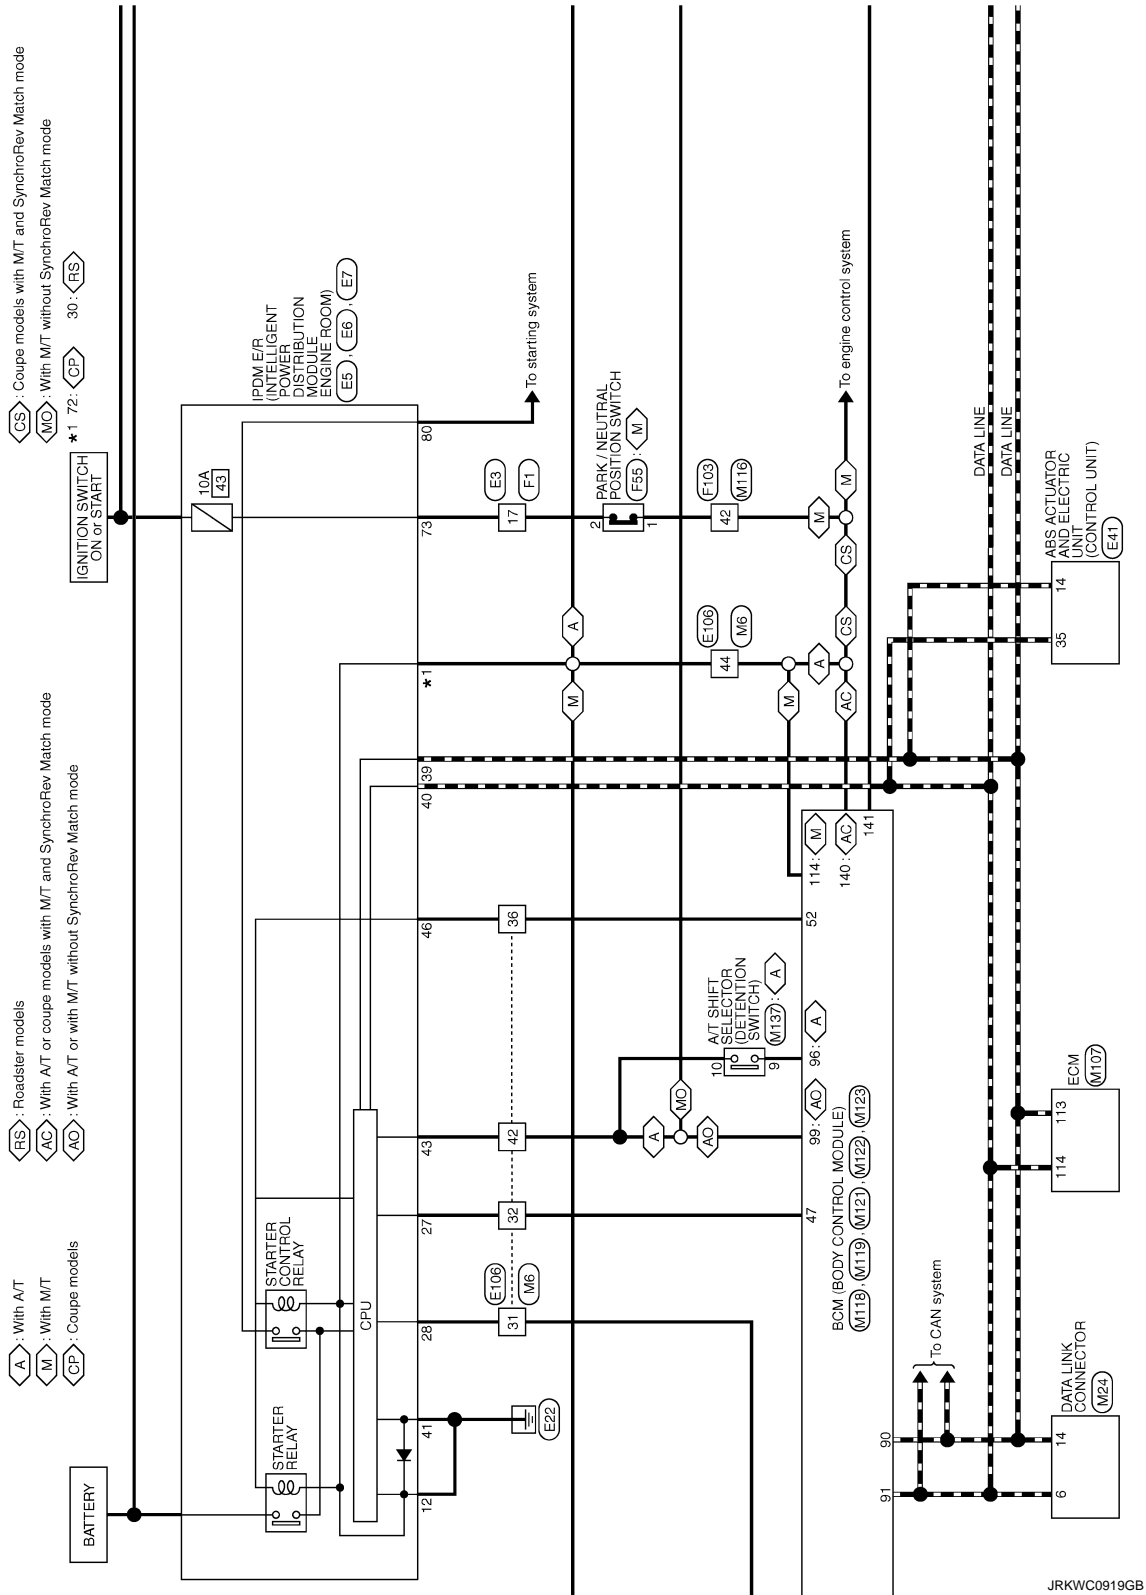 A : With A/T
M : With M/T
CP : Coupe models
RS : Roadster models
AC : With A/T or coupe models with M/T and SynchroRev Match mode
AO : With A/T or with M/T without SynchroRev Match mode
CS : Coupe models with M/T and SynchroRev Match mode
MO : With M/T without SynchroRev Match mode
*1 72: CP 30: RS
BATTERY
IGNITION SWITCH
ON or START
10A
43
STARTER
RELAY
STARTER
CONTROL
RELAY
CPU
IPDM E/R
(INTELLIGENT
POWER
DISTRIBUTION
MODULE
ENGINE ROOM)
E5 , E6 , E7
12
41
28
27
43
46
40
39
*1
73
80
E22
To starting system
E106
M6
31
32
42
36
17
E3
F1
A
M
2
1
PARK / NEUTRAL
POSITION SWITCH
F55 : M
A
MO
AO
10
9
A/T SHIFT
SELECTOR
(DETENTION
SWITCH)
M137 : A
44
E106
M6
42
F103
M116
M
A
M
AC
CS
CS
M
To engine control system
47
99: AO
96: A
52
114: M
140: AC
141
BCM (BODY CONTROL MODULE)
M118 , M119 , M121 , M122 , M123
91
90
To CAN system
DATA LINE
DATA LINE
6
14
DATA LINK
CONNECTOR
M24
114
113
ECM
M107
35
14
ABS ACTUATOR
AND ELECTRIC
UNIT
(CONTROL UNIT)
E41
JRKWC0919GB